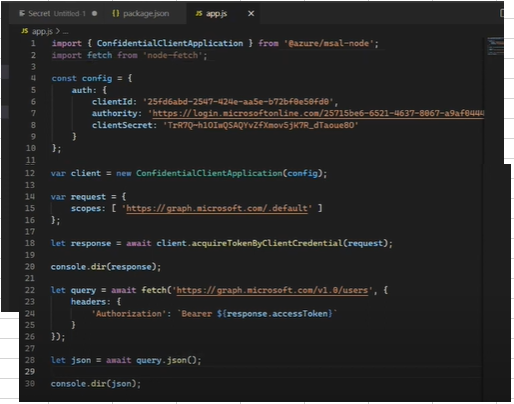 Secret Untitled-1 ● {} package.json JS app.js ×
JS app.js > ...
1 import { ConfidentialClientApplication } from '@azure/msal-node';
2 import fetch from 'node-fetch';
3
4 const config = {
5 auth: {
6 clientId: '25fd6abd-2547-424e-aa5e-b72bf0e50fd0',
7 authority: 'https://login.microsoftonline.com/25715be6-6521-4637-8867-a9af0444
8 clientSecret: 'TrR7Q~h1OImQSAQYvZfXmovSjK7R_dTaoue8O'
9 }
10 };
11
12 var client = new ConfidentialClientApplication(config);
13
14 var request = {
15 scopes: [ 'https://graph.microsoft.com/.default' ]
16 };
17
18 let response = await client.acquireTokenByClientCredential(request);
19
20 console.dir(response);
21
22 let query = await fetch('https://graph.microsoft.com/v1.0/users', {
23 headers: {
24 'Authorization': `Bearer ${response.accessToken}`
25 }
26 });
27
28 let json = await query.json();
29
30 console.dir(json);